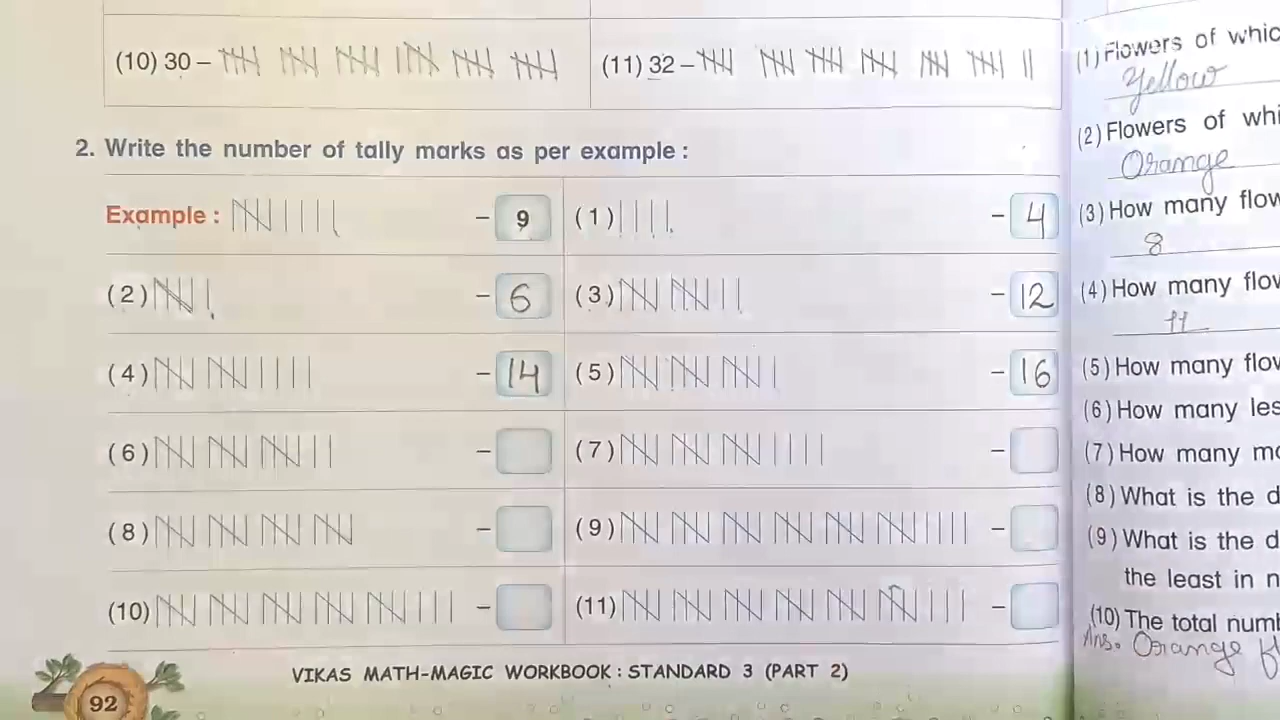 (10) 30 –
(11) 32 –
2. Write the number of tally marks as per example :
Example : – 9
(1) – 4
(2) – 6
(3) – 12
(4) – 14
(5) – 16
(6) –
(7) –
(8) –
(9) –
(10) –
(11) –
VIKAS MATH-MAGIC WORKBOOK : STANDARD 3 (PART 2)
92
(1) Flowers of whic
Yellow
(2) Flowers of whi
Orange
(3) How many flow
8
(4) How many flow
11
(5) How many flow
(6) How many les
(7) How many mo
(8) What is the d
(9) What is the d
the least in n
(10) The total numb
Ans. Orange